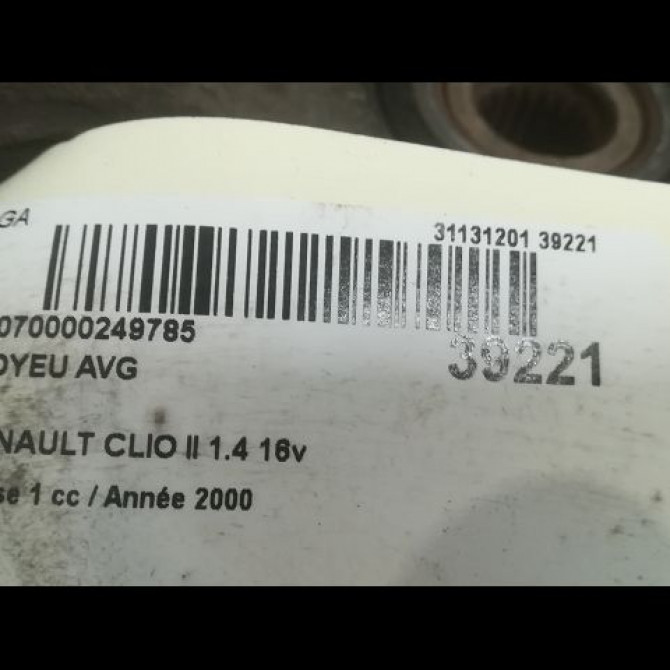 GA
31131201 39221
070000249785
OYEU AVG
39221
NAULT CLIO II 1.4 16v
se 1 cc / Année 2000